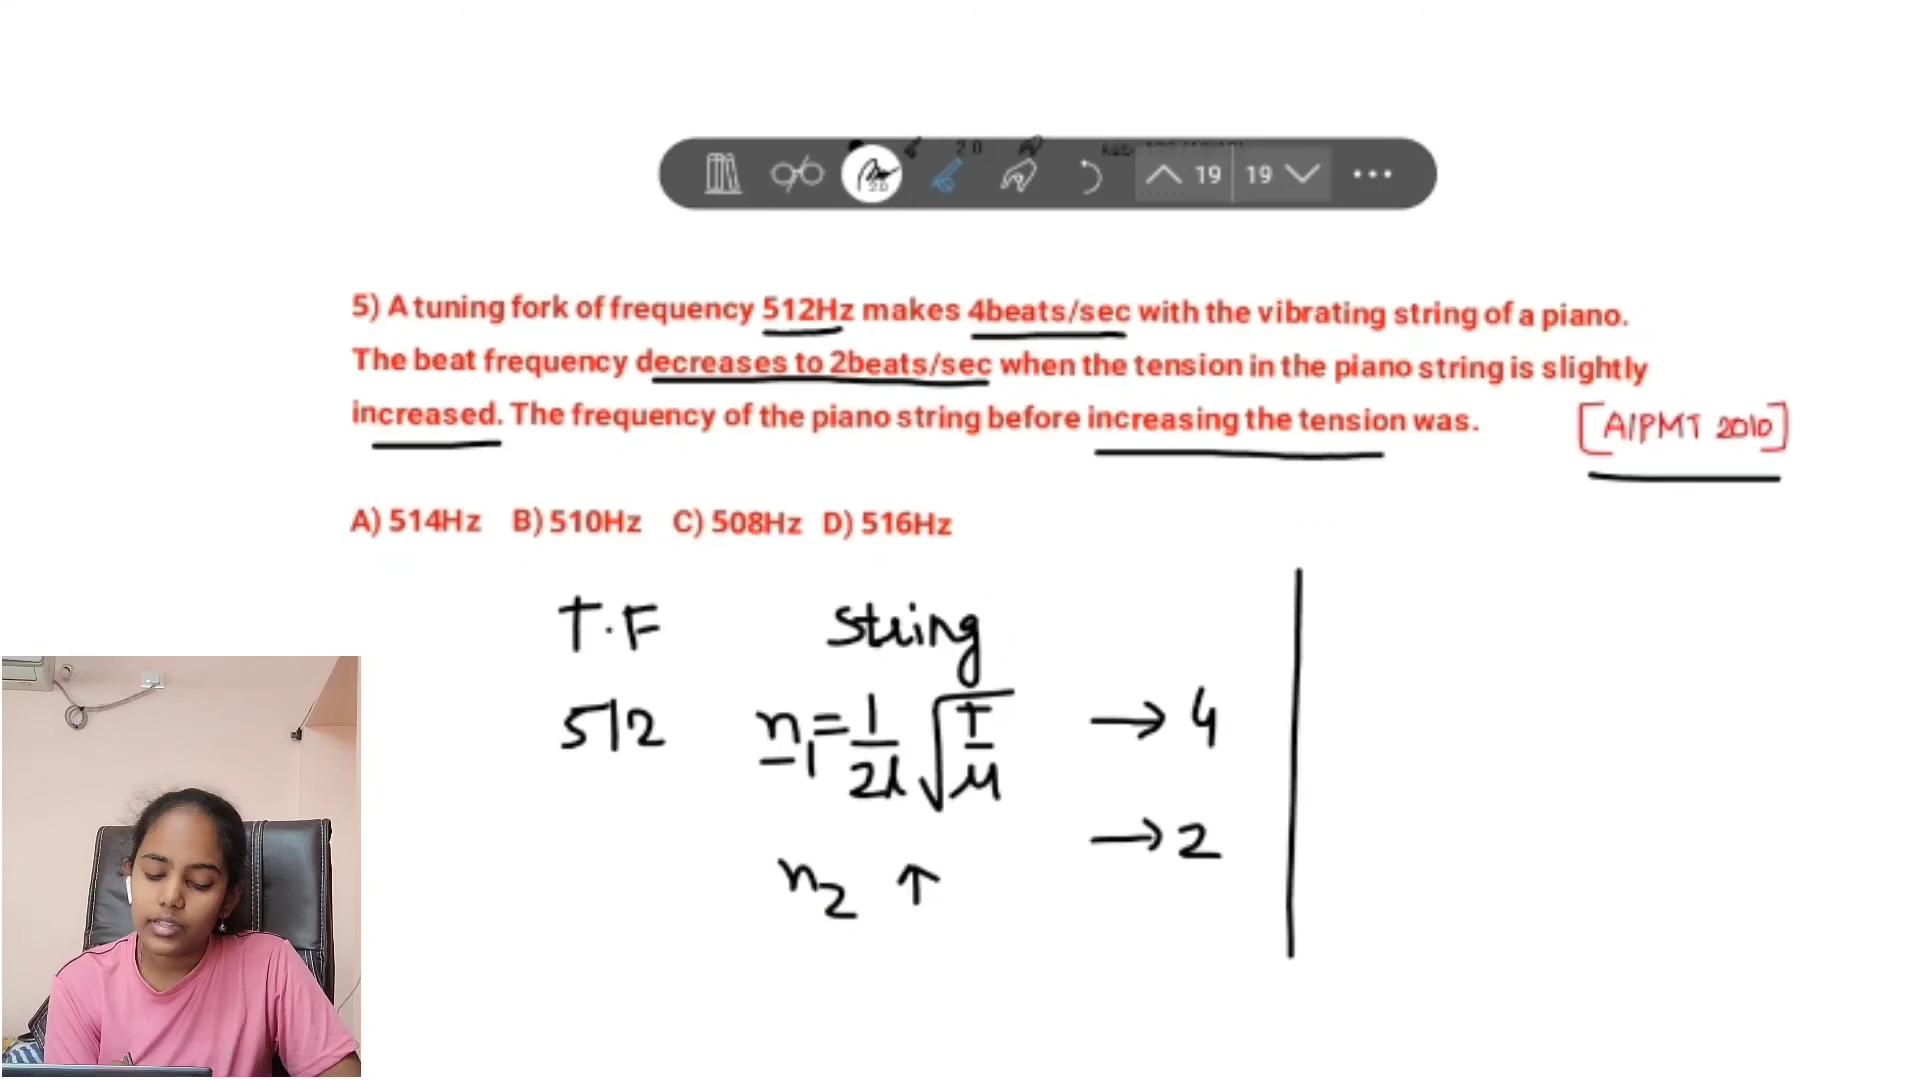 19 19
5) A tuning fork of frequency 512Hz makes 4beats/sec with the vibrating string of a piano.
The beat frequency decreases to 2beats/sec when the tension in the piano string is slightly
increased. The frequency of the piano string before increasing the tension was.
[AIPMT 2010]
A) 514Hz B) 510Hz C) 508Hz D) 516Hz
T.F String
512 n₁=1/2l √T/μ → 4
n₂ ↑ → 2